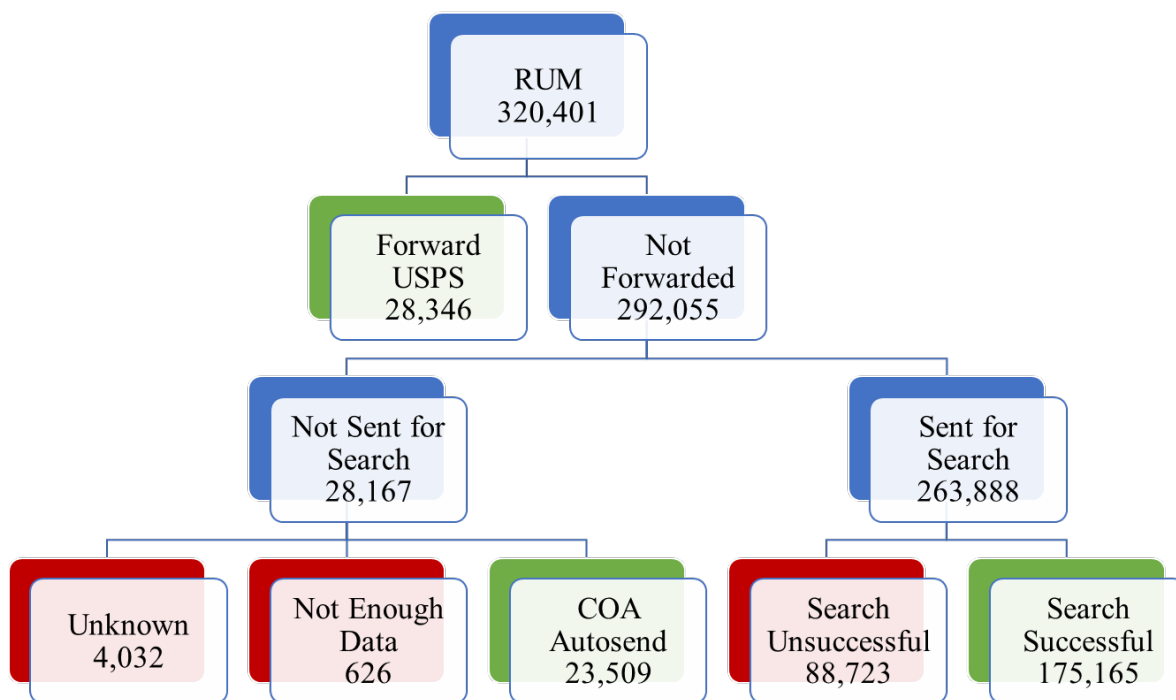 RUM
320,401
Forward
USPS
28,346
Not
Forwarded
292,055
Not Sent for
Search
28,167
Sent for
Search
263,888
Unknown
4,032
Not Enough
Data
626
COA
Autosend
23,509
Search
Unsuccessful
88,723
Search
Successful
175,165